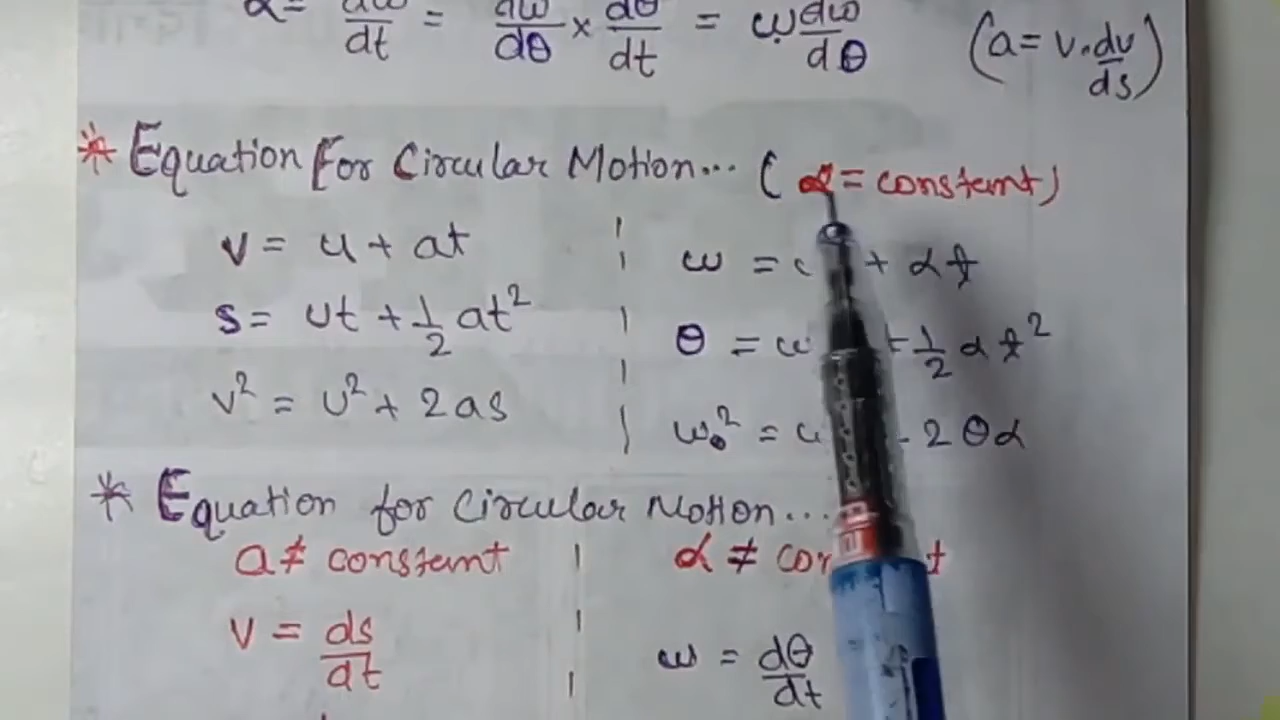 α = dω/dt = dω/dθ × dθ/dt = ω dω/dθ (a = v.dv/ds)
* Equation For Circular Motion... (α = constant)
v = u + at ω = + αt
s = ut + 1/2 at² θ = + 1/2 αt²
v² = u² + 2as ω₀² = 2θα
* Equation for Circular Motion...
a ≠ constant α ≠
v = ds/dt ω = dθ/dt